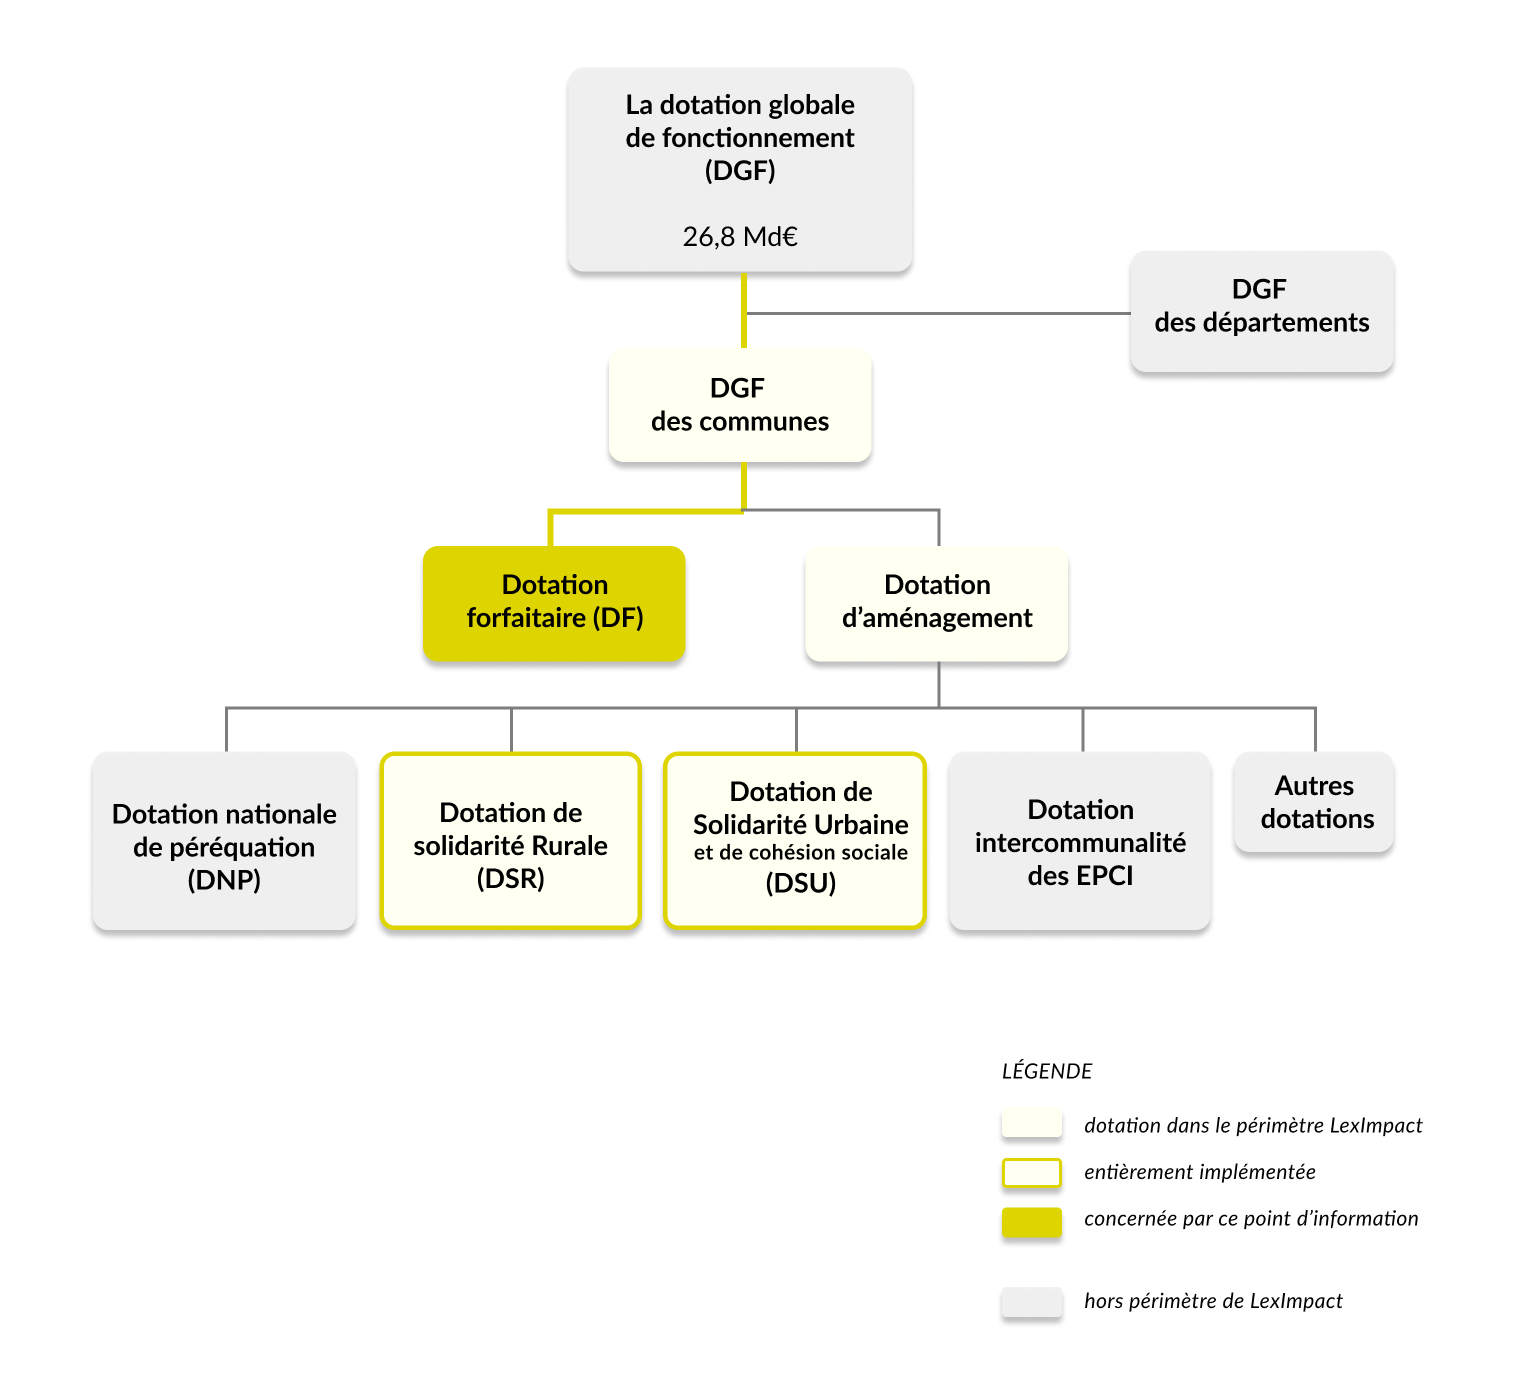 La dotation globale
de fonctionnement
(DGF)
26,8 Md€
DGF
des départements
DGF
des communes
Dotation
forfaitaire (DF)
Dotation
d’aménagement
Dotation nationale
de péréquation
(DNP)
Dotation de
solidarité Rurale
(DSR)
Dotation de
Solidarité Urbaine
et de cohésion sociale
(DSU)
Dotation
intercommunalité
des EPCI
Autres
dotations
LÉGENDE
dotation dans le périmètre LexImpact
entièrement implémentée
concernée par ce point d’information
hors périmètre de LexImpact